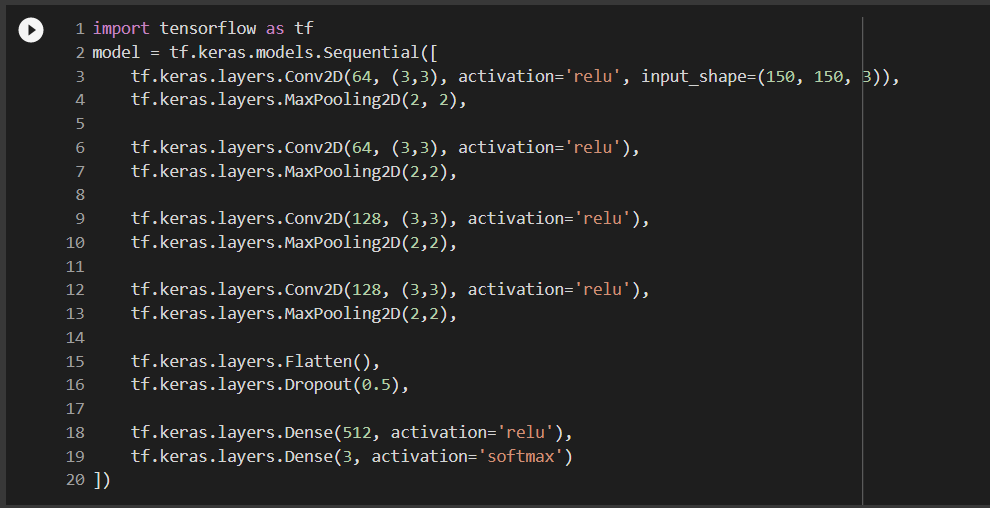 1 import tensorflow as tf
2 model = tf.keras.models.Sequential([
3     tf.keras.layers.Conv2D(64, (3,3), activation='relu', input_shape=(150, 150, 3)),
4     tf.keras.layers.MaxPooling2D(2, 2),
5
6     tf.keras.layers.Conv2D(64, (3,3), activation='relu'),
7     tf.keras.layers.MaxPooling2D(2,2),
8
9     tf.keras.layers.Conv2D(128, (3,3), activation='relu'),
10     tf.keras.layers.MaxPooling2D(2,2),
11
12     tf.keras.layers.Conv2D(128, (3,3), activation='relu'),
13     tf.keras.layers.MaxPooling2D(2,2),
14
15     tf.keras.layers.Flatten(),
16     tf.keras.layers.Dropout(0.5),
17
18     tf.keras.layers.Dense(512, activation='relu'),
19     tf.keras.layers.Dense(3, activation='softmax')
20 ])